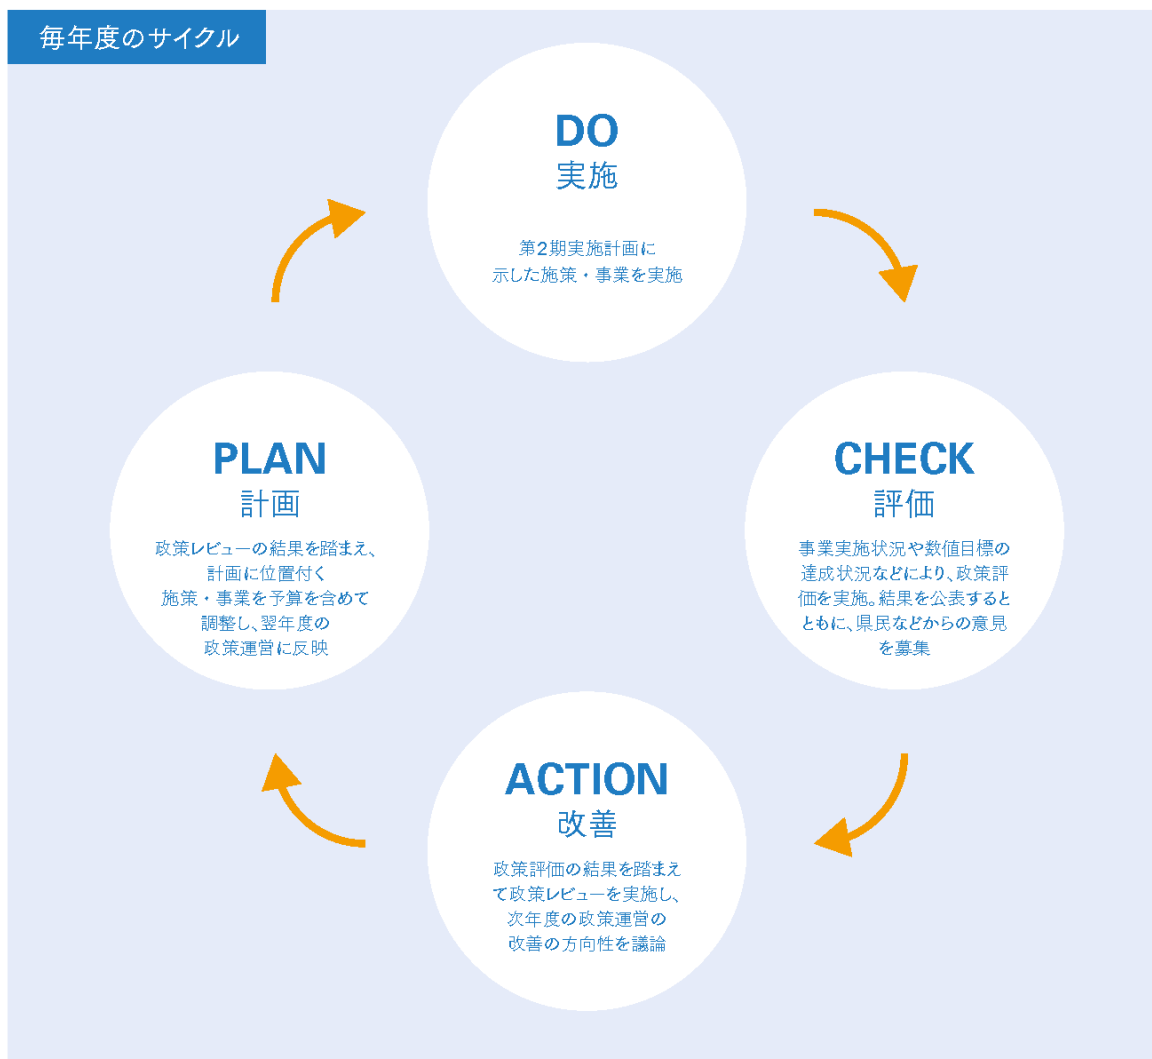 毎年度のサイクル
DO
実施
第2期実施計画に
示した施策・事業を実施
PLAN
計画
政策レビューの結果を踏まえ、
計画に位置付く
施策・事業を予算を含めて
調整し、翌年度の
政策運営に反映
CHECK
評価
事業実施状況や数値目標の
達成状況などにより、政策評
価を実施。結果を公表すると
ともに、県民などからの意見
を募集
ACTION
改善
政策評価の結果を踏まえ
て政策レビューを実施し、
次年度の政策運営の
改善の方向性を議論